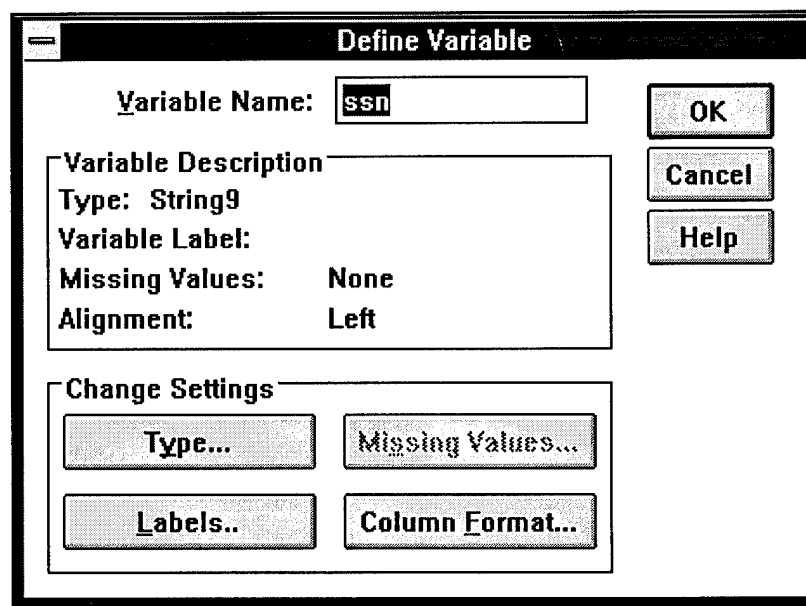 Define Variable
Variable Name: ssn
OK
Variable Description
Cancel
Type: String9
Help
Variable Label:
Missing Values: None
Alignment: Left
Change Settings
Type... Missing Values...
Labels.. Column Format...